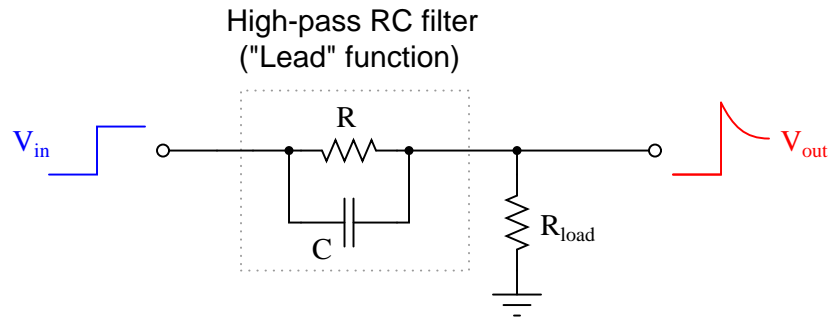 High-pass RC filter
("Lead" function)
R
V_in
V_out
C
R_load